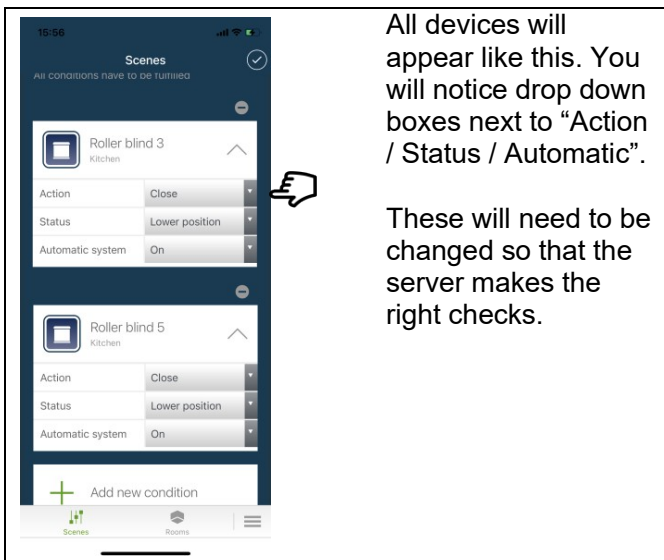 15:56
Scenes
All conditions have to be fulfilled
Roller blind 3
Kitchen
Action Close
Status Lower position
Automatic system On
Roller blind 5
Kitchen
Action Close
Status Lower position
Automatic system On
Add new condition
Scenes Rooms
All devices will
appear like this. You
will notice drop down
boxes next to “Action
/ Status / Automatic”.
These will need to be
changed so that the
server makes the
right checks.